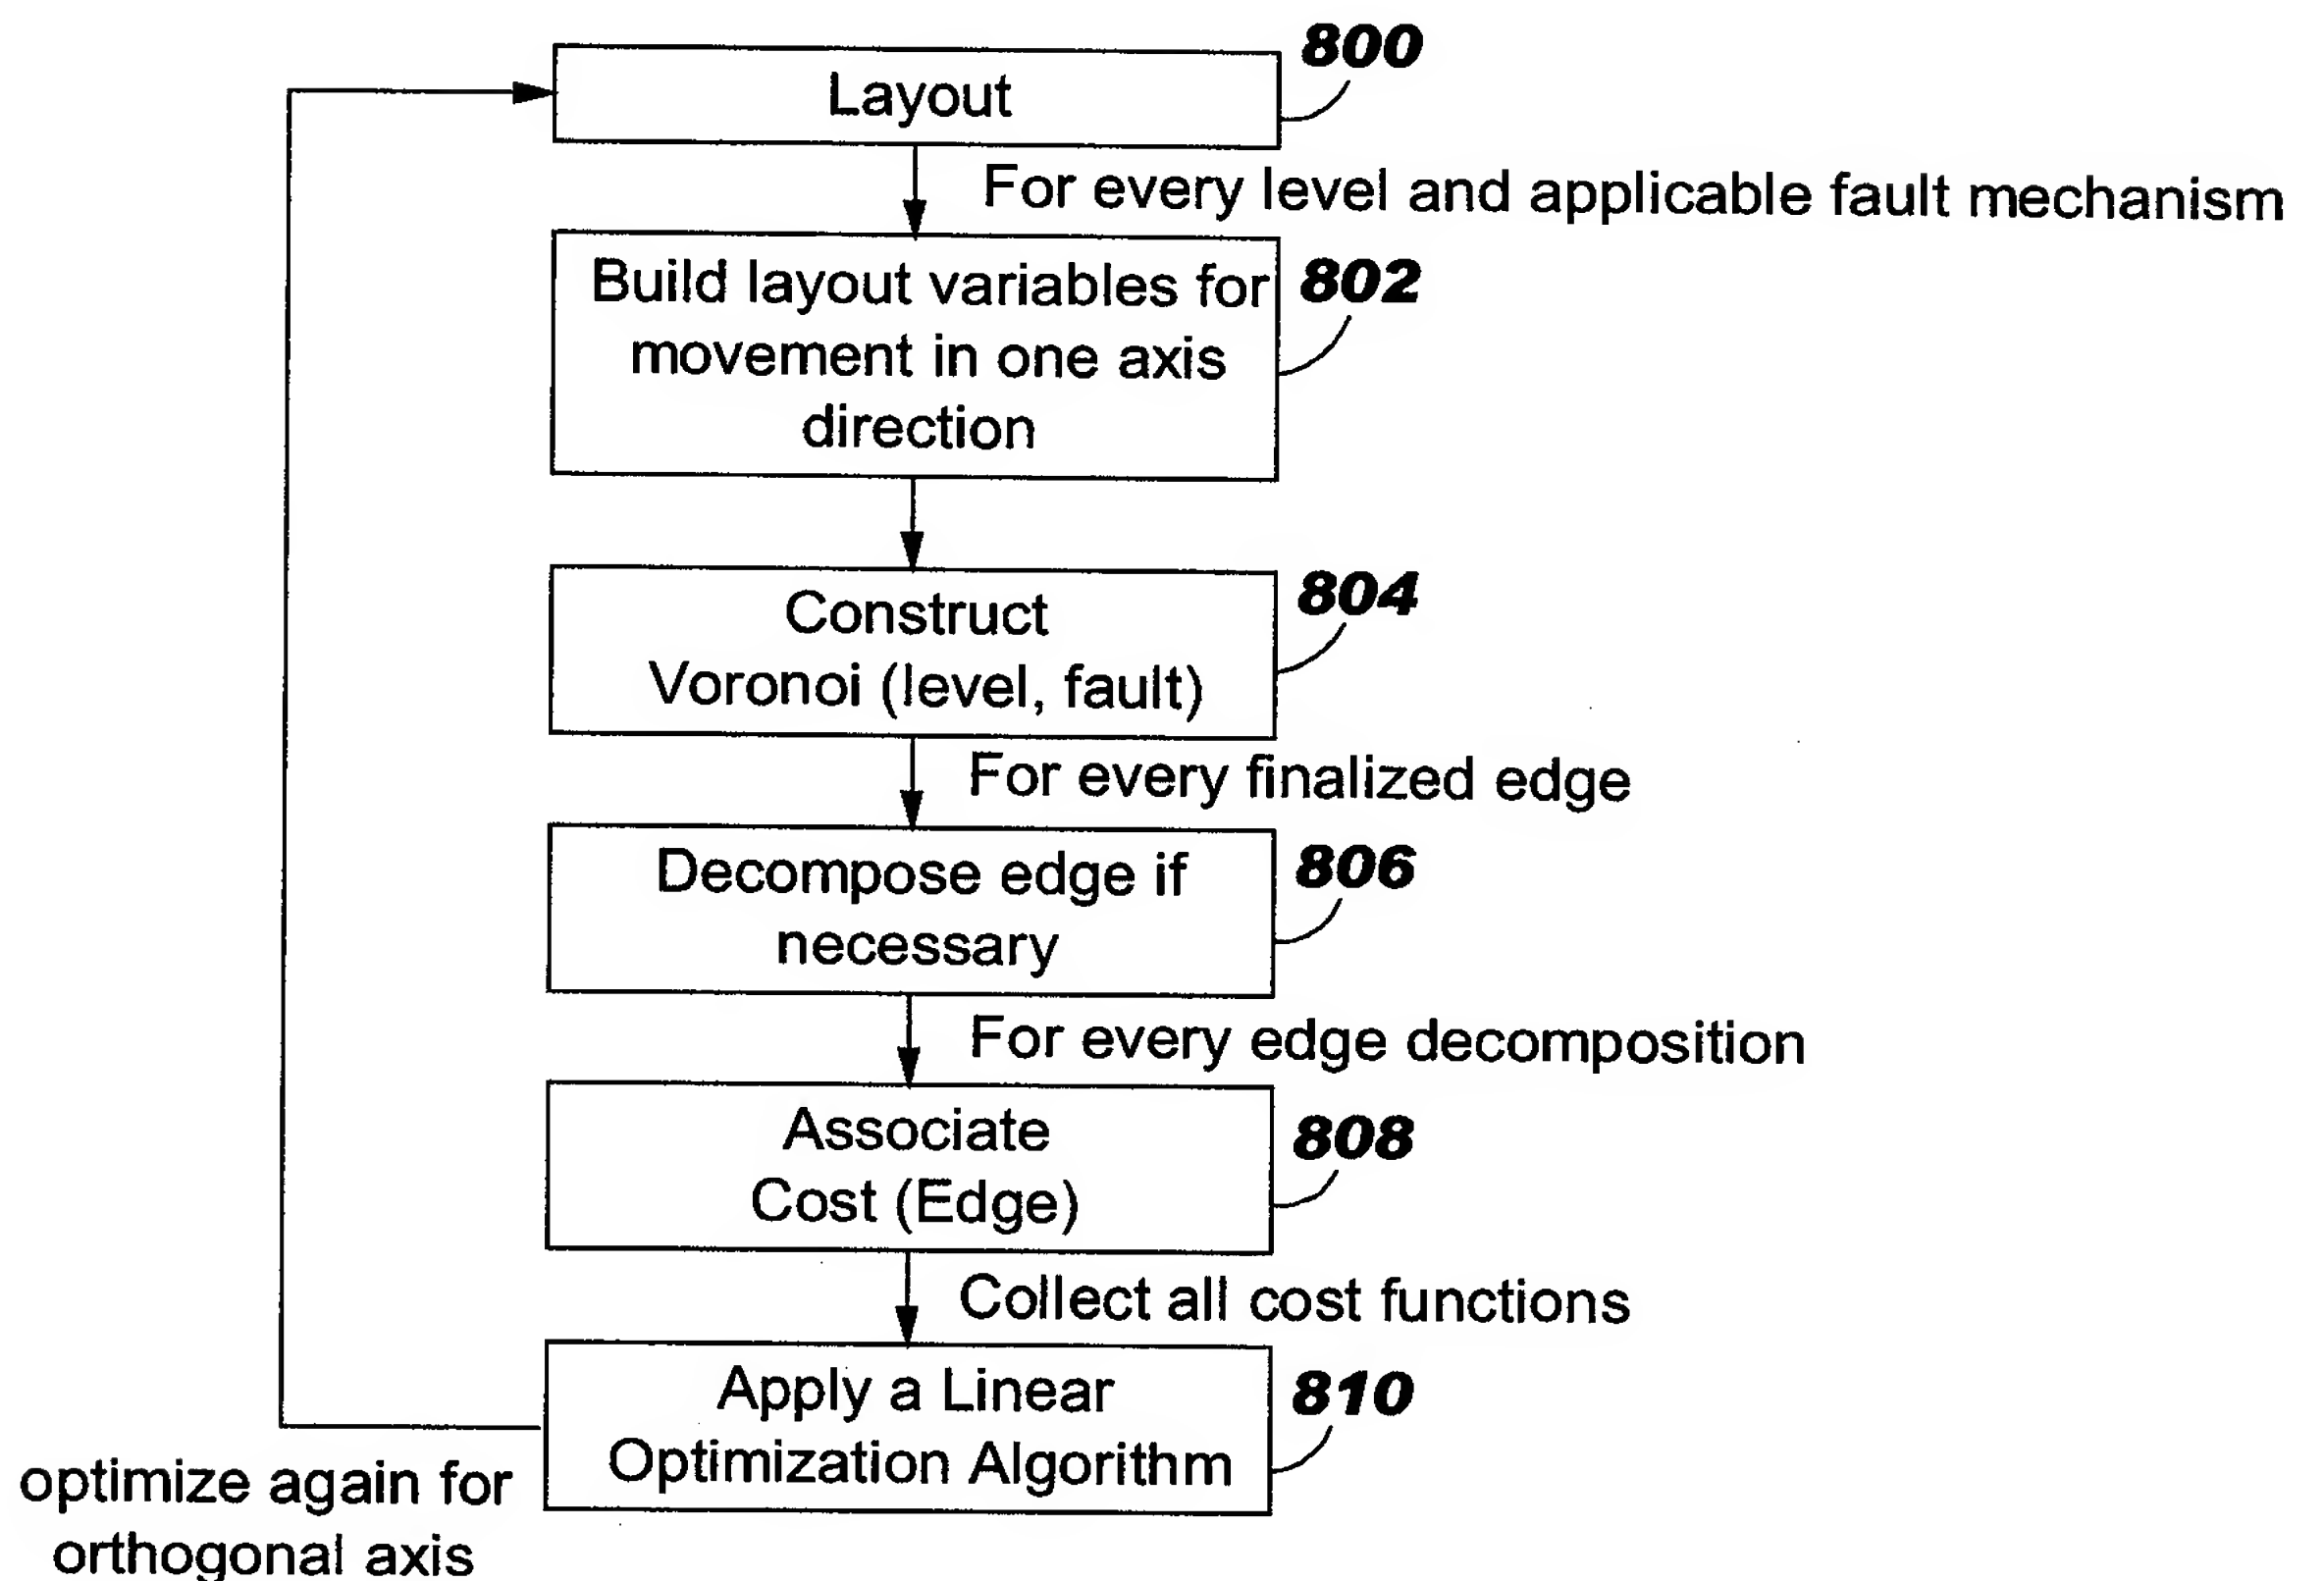 800
Layout
For every level and applicable fault mechanism
Build layout variables for
movement in one axis
direction
802
Construct
Voronoi (level, fault)
804
For every finalized edge
Decompose edge if
necessary
806
For every edge decomposition
Associate
Cost (Edge)
808
Collect all cost functions
Apply a Linear
Optimization Algorithm
810
optimize again for
orthogonal axis